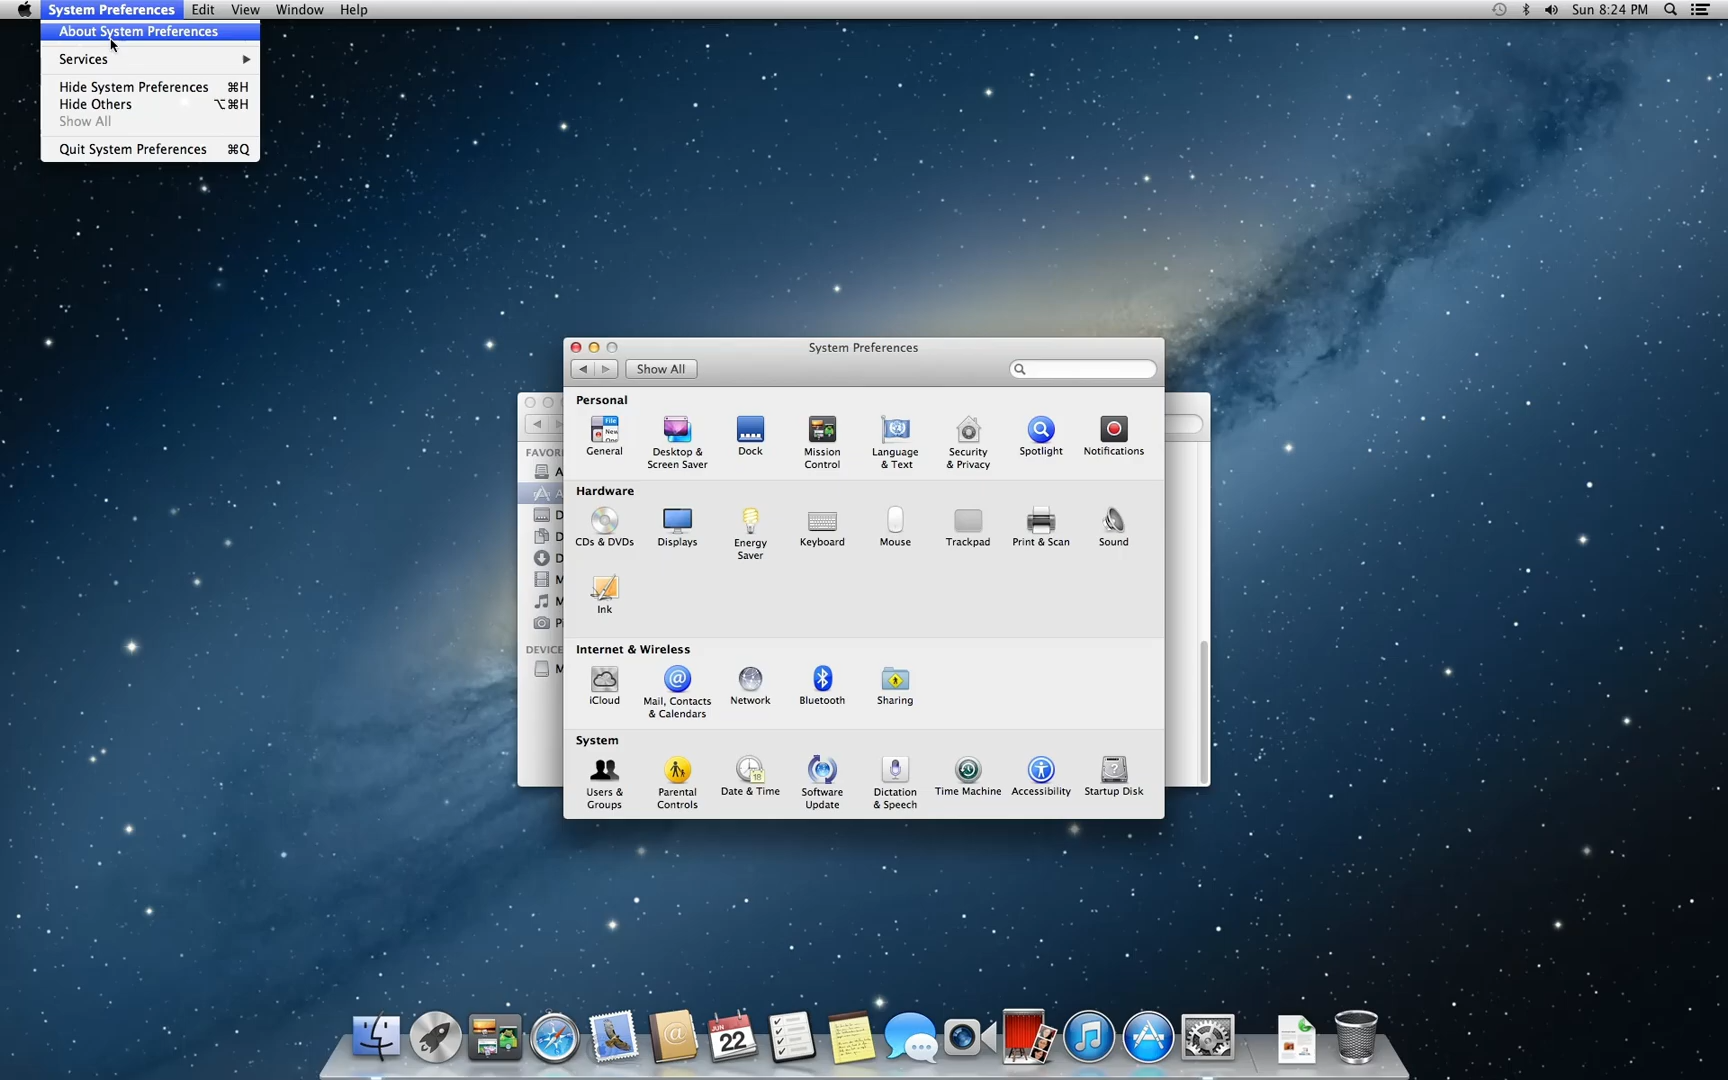 System Preferences Edit View Window Help Sun 8:24 PM
About System Preferences
Services
Hide System Preferences ⌘H
Hide Others ⌥⌘H
Show All
Quit System Preferences ⌘Q
System Preferences
Show All
Personal
General
Desktop &
Screen Saver
Dock
Mission
Control
Language
& Text
Security
& Privacy
Spotlight
Notifications
Hardware
CDs & DVDs
Displays
Energy
Saver
Keyboard
Mouse
Trackpad
Print & Scan
Sound
Ink
Internet & Wireless
iCloud
Mail, Contacts
& Calendars
Network
Bluetooth
Sharing
System
Users &
Groups
Parental
Controls
Date & Time
Software
Update
Dictation
& Speech
Time Machine
Accessibility
Startup Disk
JUN
22